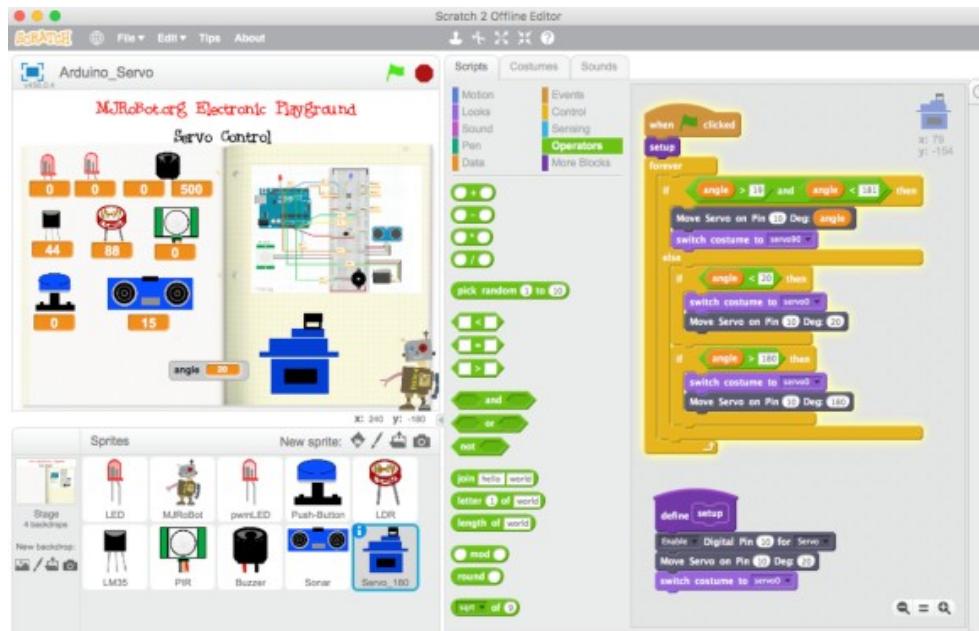 Scratch 2 Offline Editor
SCRATCH File Edit Tips About
Arduino_Servo
v456.0.4
MJRoBot.org Electronic Playground
Servo Control
0 0 0 500
44 88 0
0 15
angle 20
x: 240 y: -180
Sprites New sprite:
Stage
4 backdrops
New backdrop:
LED MJRoBot pwmLED Push-Button LDR
LM35 PIR Buzzer Sonar Servo_180
Scripts Costumes Sounds
Motion Events
Looks Control
Sound Sensing
Pen Operators
Data More Blocks
+
-
*
/
pick random 1 to 10
<
=
>
and
or
not
join hello world
letter 1 of world
length of world
mod
round
sqrt of 9
x: 79
y: -154
when clicked
setup
forever
if angle > 19 and angle < 181 then
Move Servo on Pin 10 Deg: angle
switch costume to servo90
else
if angle < 20 then
switch costume to servo0
Move Servo on Pin 10 Deg: 20
if angle > 180 then
switch costume to servo0
Move Servo on Pin 10 Deg: 180
define setup
Enable Digital Pin 10 for Servo
Move Servo on Pin 10 Deg: 20
switch costume to servo0